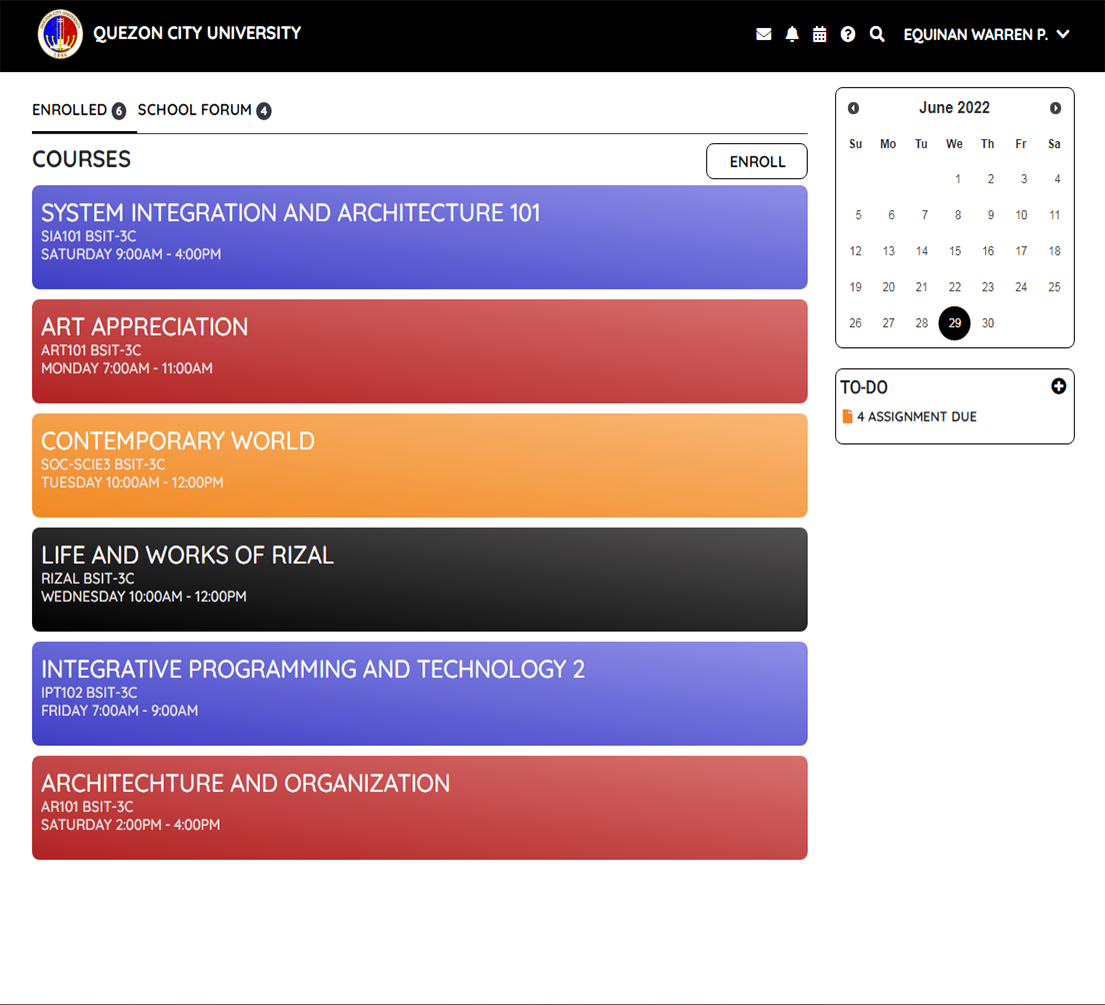 QUEZON CITY UNIVERSITY
EQUINAN WARREN P.
ENROLLED 6 SCHOOL FORUM 4
COURSES
ENROLL
SYSTEM INTEGRATION AND ARCHITECTURE 101
SIA101 BSIT-3C
SATURDAY 9:00AM - 4:00PM
ART APPRECIATION
ART101 BSIT-3C
MONDAY 7:00AM - 11:00AM
CONTEMPORARY WORLD
SOC-SCIE3 BSIT-3C
TUESDAY 10:00AM - 12:00PM
LIFE AND WORKS OF RIZAL
RIZAL BSIT-3C
WEDNESDAY 10:00AM - 12:00PM
INTEGRATIVE PROGRAMMING AND TECHNOLOGY 2
IPT102 BSIT-3C
FRIDAY 7:00AM - 9:00AM
ARCHITECHTURE AND ORGANIZATION
AR101 BSIT-3C
SATURDAY 2:00PM - 4:00PM
June 2022
Su Mo Tu We Th Fr Sa
1 2 3 4
5 6 7 8 9 10 11
12 13 14 15 16 17 18
19 20 21 22 23 24 25
26 27 28 29 30
TO-DO
4 ASSIGNMENT DUE